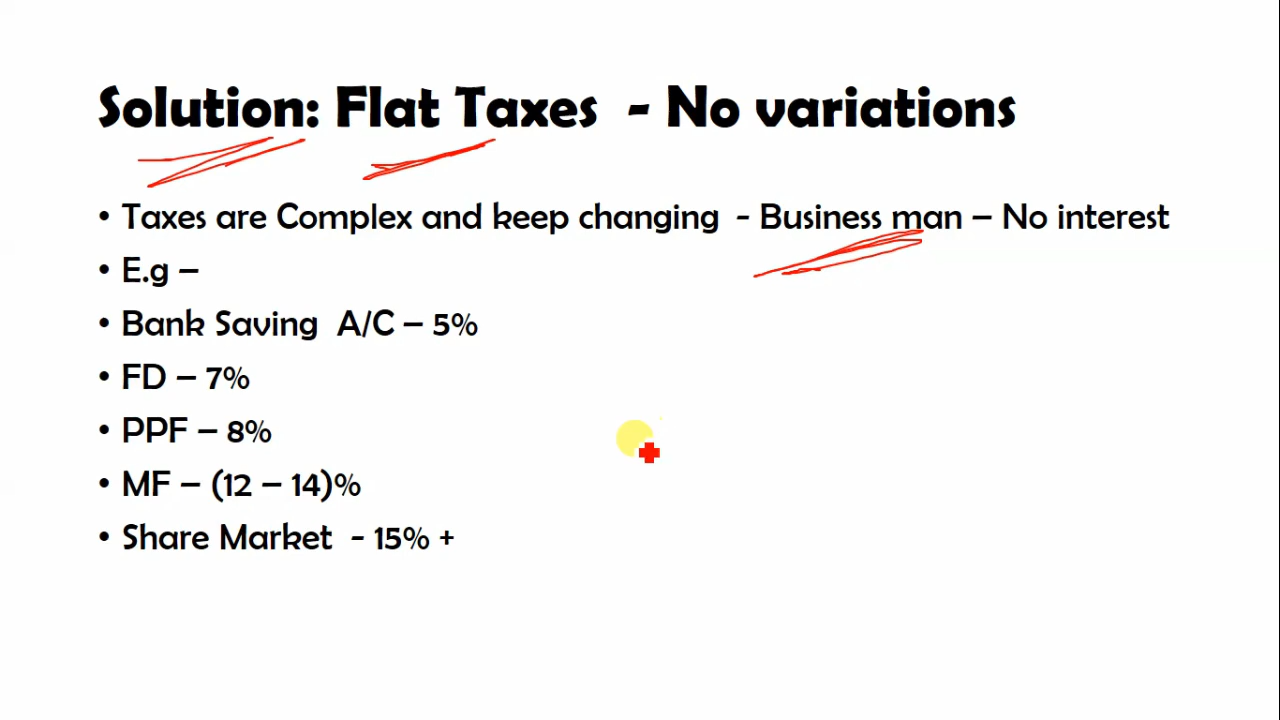 Solution: Flat Taxes - No variations
• Taxes are Complex and keep changing - Business man – No interest
• E.g –
• Bank Saving A/C – 5%
• FD – 7%
• PPF – 8%
• MF – (12 – 14)%
• Share Market - 15% +